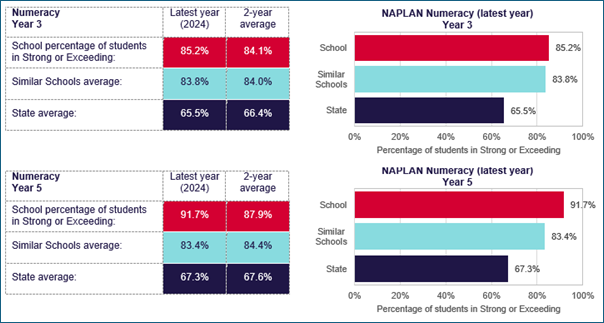 Numeracy
Year 3
Latest year
(2024)
2-year
average
School percentage of students
in Strong or Exceeding:
85.2%
84.1%
Similar Schools average:
83.8%
84.0%
State average:
65.5%
66.4%
NAPLAN Numeracy (latest year)
Year 3
School
85.2%
Similar
Schools
83.8%
State
65.5%
0%
20%
40%
60%
80%
100%
Percentage of students in Strong or Exceeding
Numeracy
Year 5
Latest year
(2024)
2-year
average
School percentage of students
in Strong or Exceeding:
91.7%
87.9%
Similar Schools average:
83.4%
84.4%
State average:
67.3%
67.6%
NAPLAN Numeracy (latest year)
Year 5
School
91.7%
Similar
Schools
83.4%
State
67.3%
0%
20%
40%
60%
80%
100%
Percentage of students in Strong or Exceeding